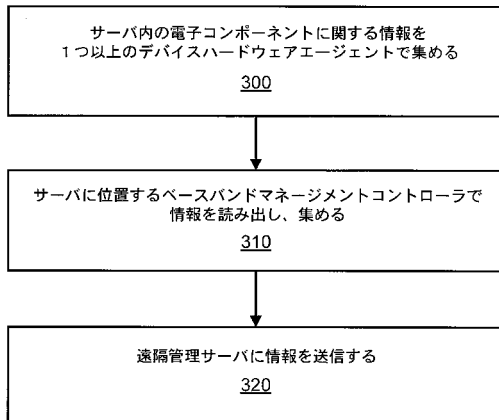 サーバ内の電子コンポーネントに関する情報を
１つ以上のデバイスハードウェアエージェントで集める
300
サーバに位置するベースバンドマネージメントコントローラで
情報を読み出し、集める
310
遠隔管理サーバに情報を送信する
320